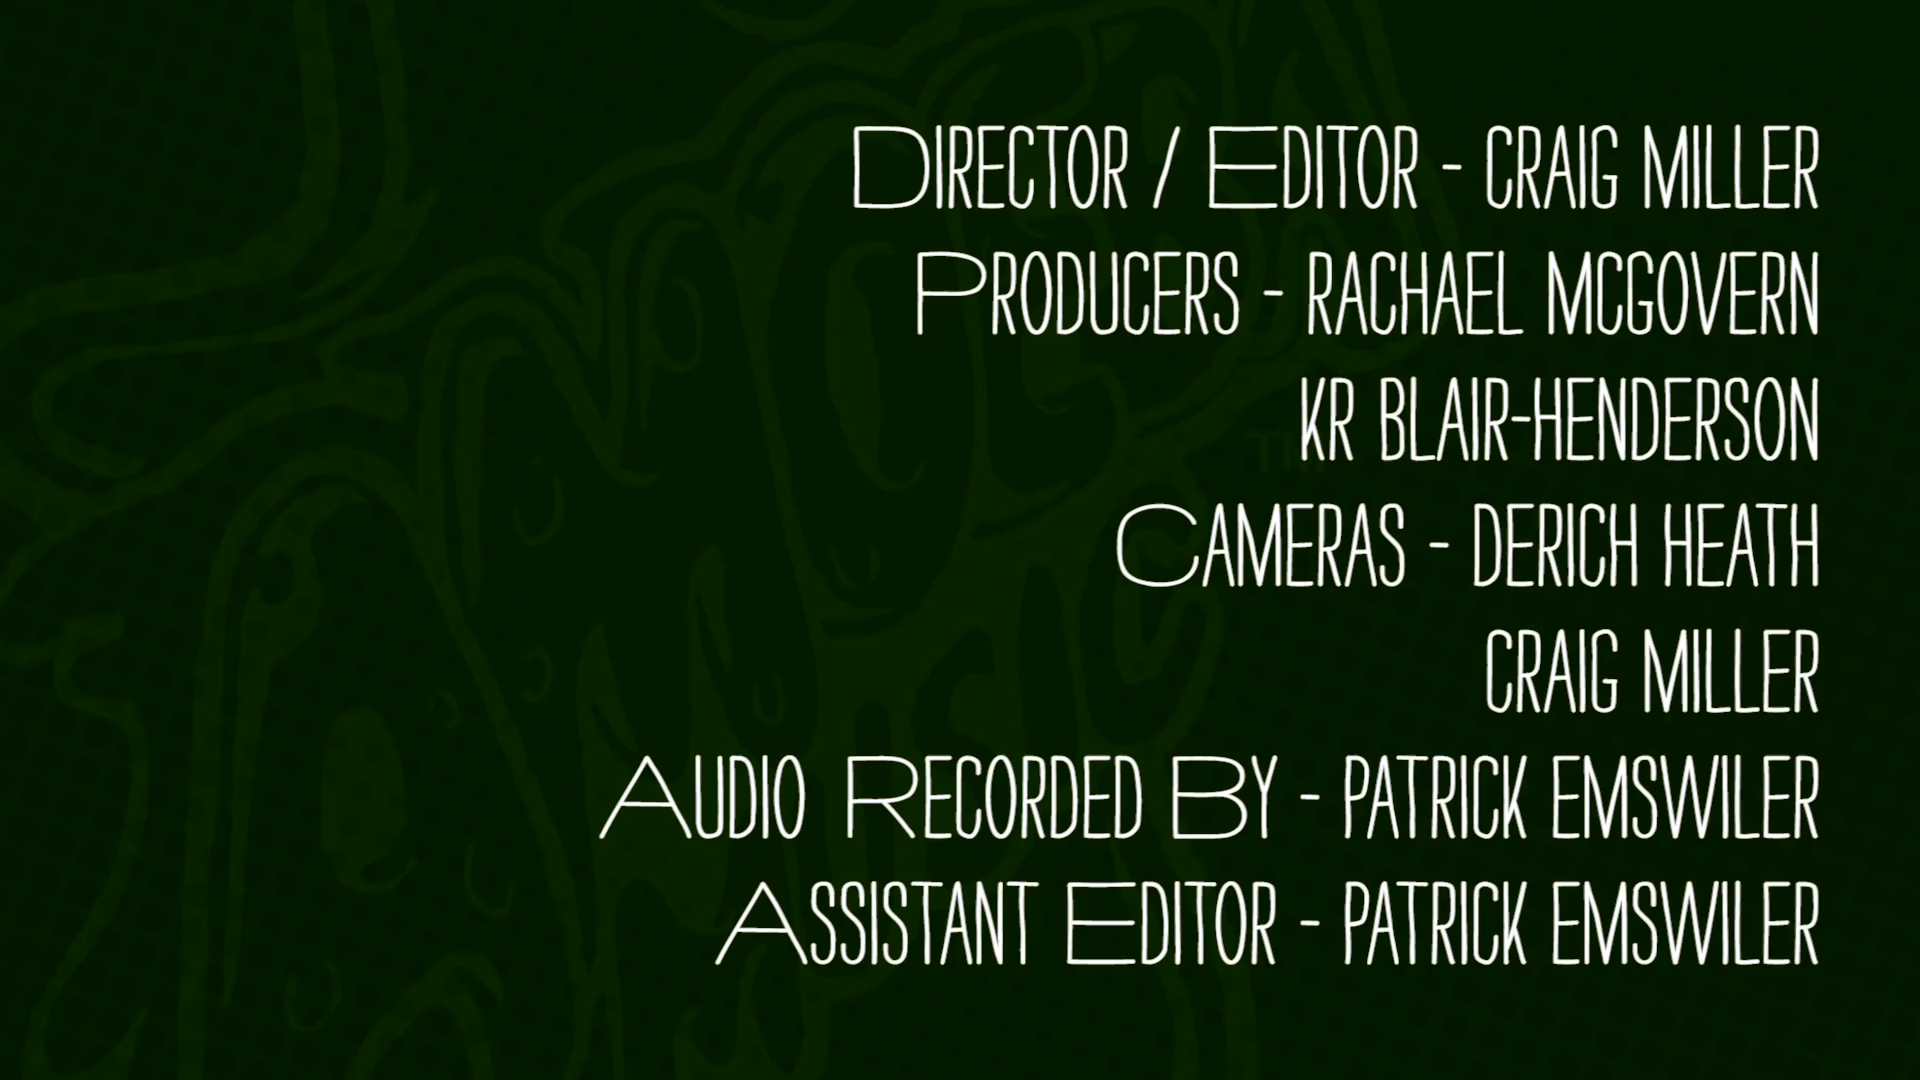 Director / Editor - CRAIG MILLER
Producers - RACHAEL MCGOVERN
KR BLAIR-HENDERSON
Cameras - DERICH HEATH
CRAIG MILLER
Audio Recorded By - PATRICK EMSWILER
Assistant Editor - PATRICK EMSWILER